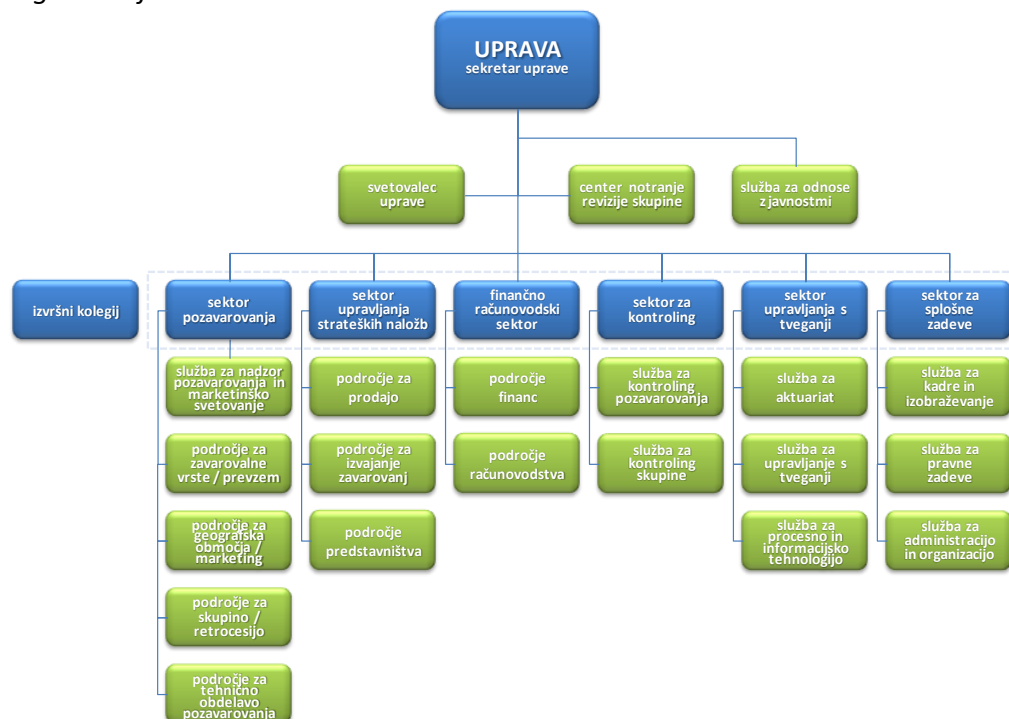 UPRAVA
sekretar uprave
svetovalec
uprave
center notranje
revizije skupine
služba za odnose
z javnostmi
izvršni kolegij
sektor
pozavarovanja
sektor
upravljanja
strateških naložb
finančno
računovodski
sektor
sektor za
kontroling
sektor
upravljanja s
tveganji
sektor za
splošne
zadeve
služba za nadzor
pozavarovanja in
marketinško
svetovanje
področje za
prodajo
področje
financ
služba za
kontroling
pozavarovanja
služba za
aktuariat
služba za
kadre in
izobraževanje
področje za
zavarovalne
vrste / prevzem
področje za
izvajanje
zavarovanj
področje
računovodstva
služba za
kontroling
skupine
služba za
upravljanje s
tveganji
služba za
pravne
zadeve
področje za
geografska
območja /
marketing
področje
predstavništva
služba za
procesno in
informacijsko
tehnologijo
služba za
administracijo
in organizacijo
področje za
skupino /
retrocesijo
področje za
tehnično
obdelavo
pozavarovanja